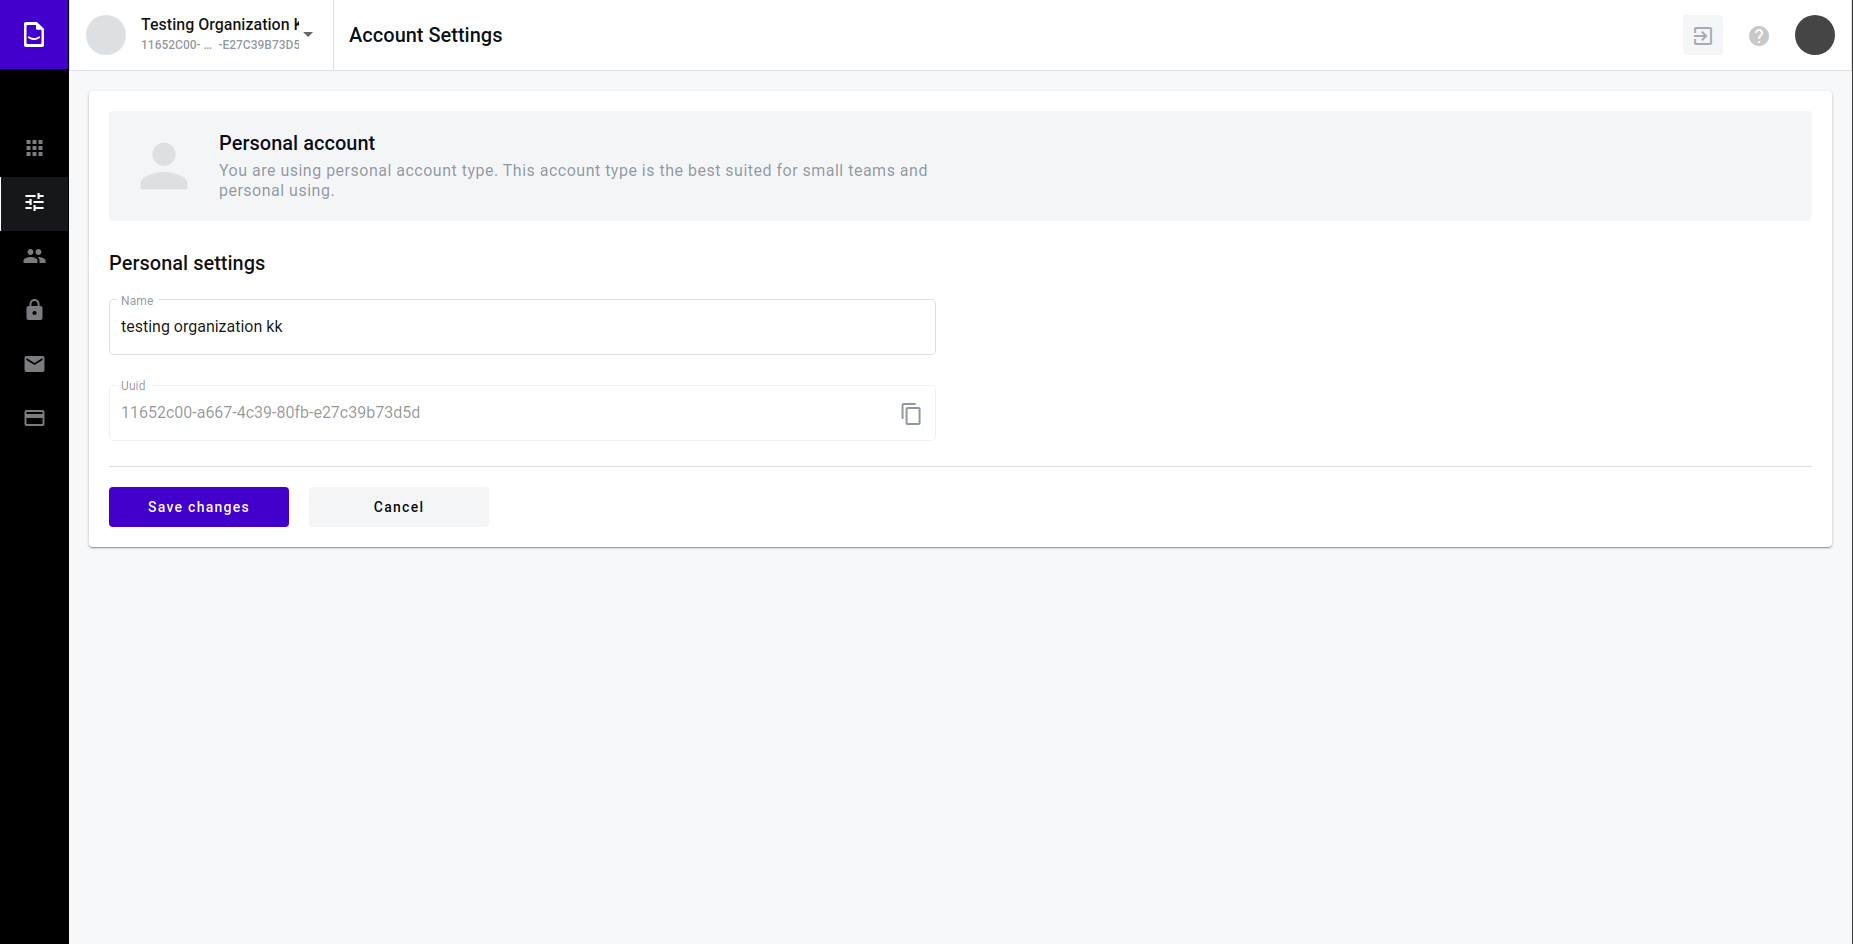 Testing Organization K
11652C00- ... -E27C39B73D5
Account Settings
Personal account
You are using personal account type. This account type is the best suited for small teams and
personal using.
Personal settings
Name
testing organization kk
Uuid
11652c00-a667-4c39-80fb-e27c39b73d5d
Save changes
Cancel